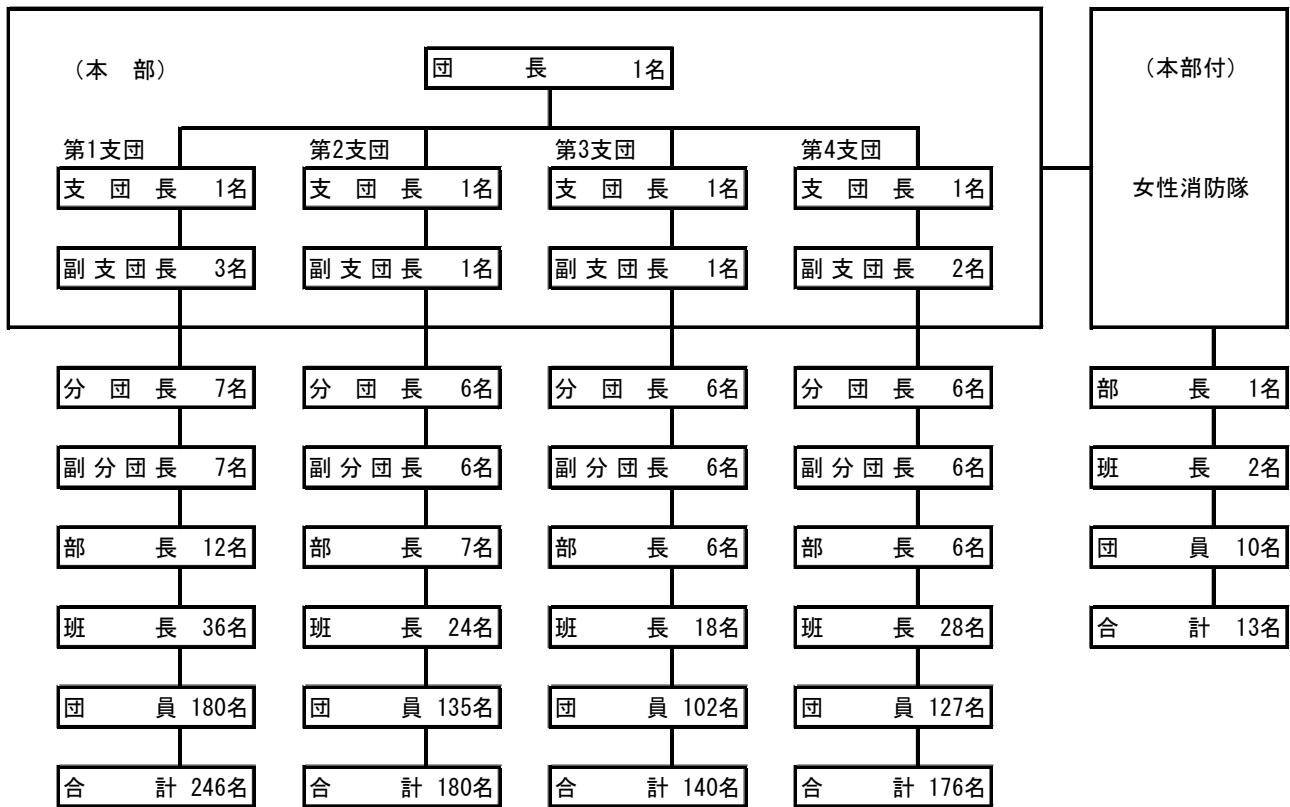 (本 部) 団 長 1名 (本部付)
第1支団 第2支団 第3支団 第4支団
支 団 長 1名 支 団 長 1名 支 団 長 1名 支 団 長 1名 女性消防隊
副支団長 3名 副支団長 1名 副支団長 1名 副支団長 2名
分 団 長 7名 分 団 長 6名 分 団 長 6名 分 団 長 6名 部 長 1名
副分団長 7名 副分団長 6名 副分団長 6名 副分団長 6名 班 長 2名
部 長 12名 部 長 7名 部 長 6名 部 長 6名 団 員 10名
班 長 36名 班 長 24名 班 長 18名 班 長 28名 合 計 13名
団 員 180名 団 員 135名 団 員 102名 団 員 127名
合 計 246名 合 計 180名 合 計 140名 合 計 176名